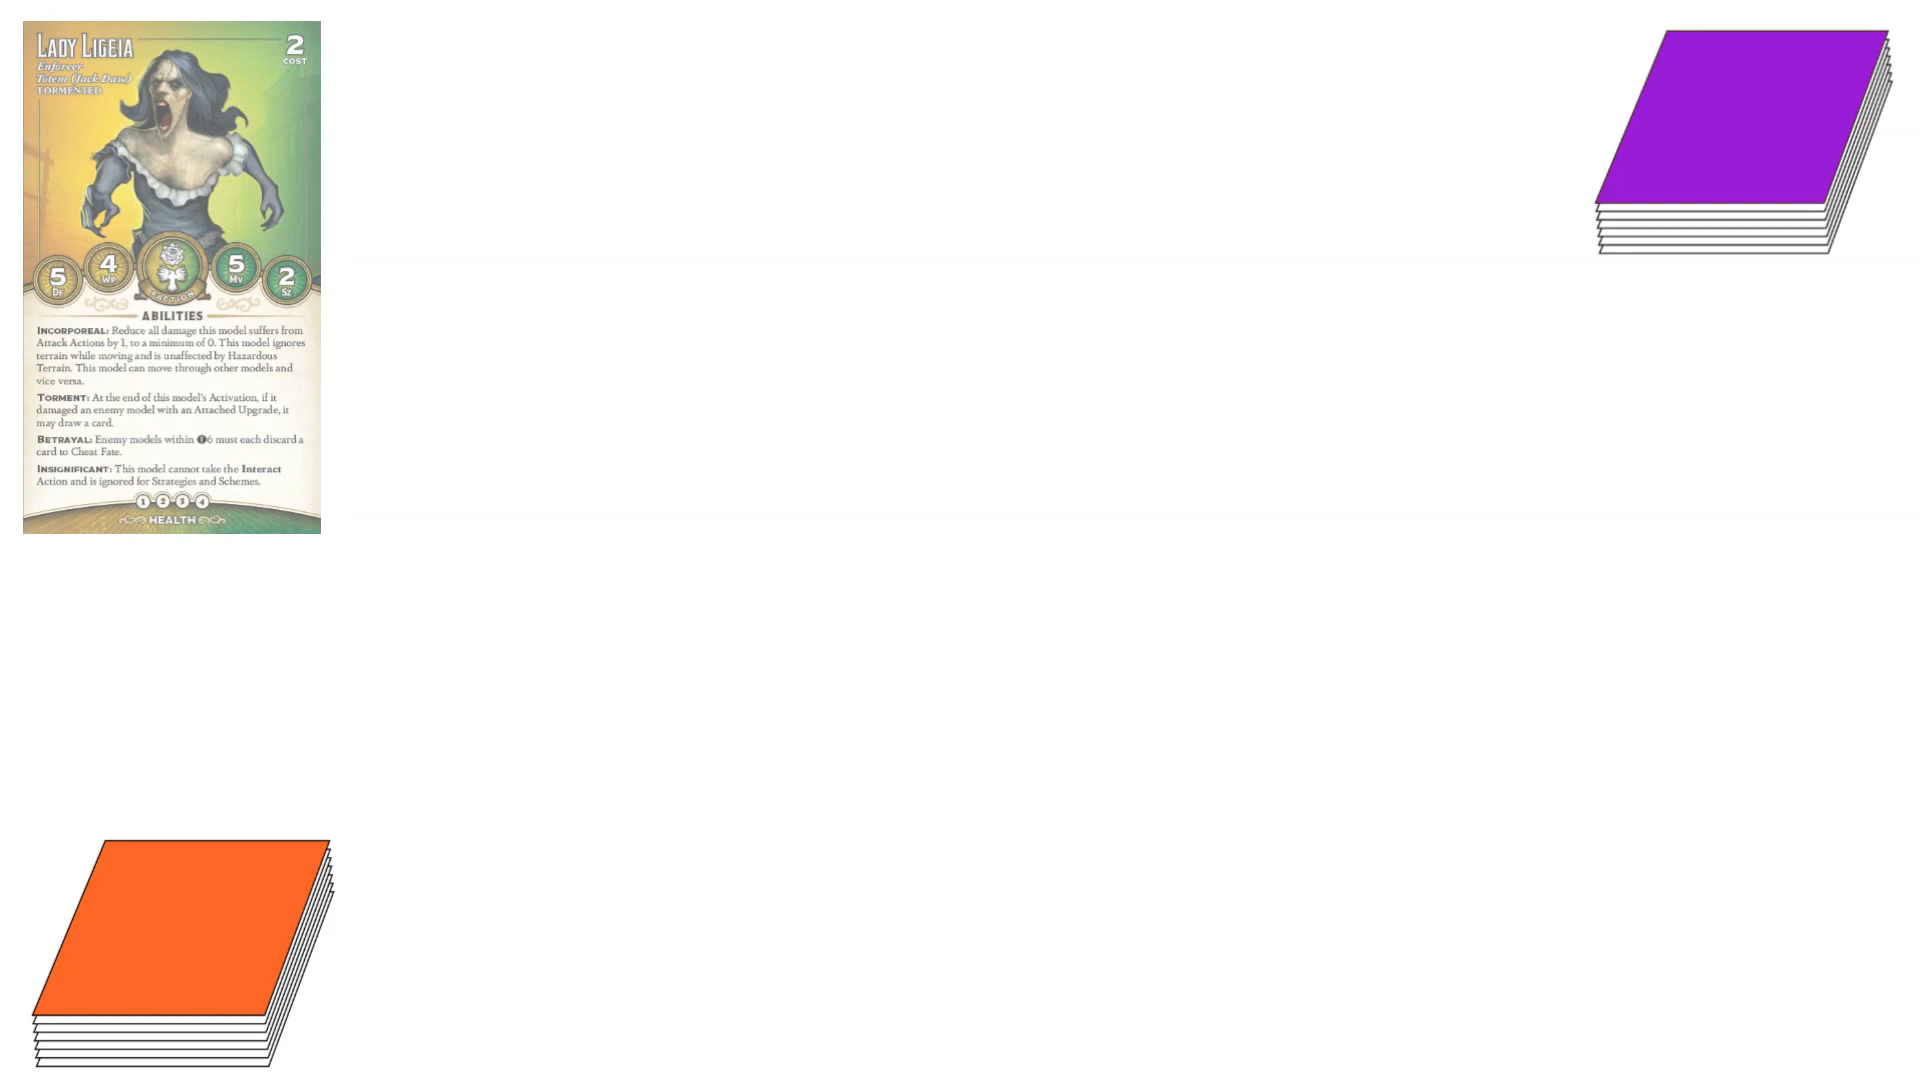 LADY LIGEIA
2
COST
Enforcer
Totem (Jack Daw)
TORMENTED
5
DF
4
WP
FACTION
5
MV
2
SZ
ABILITIES
INCORPOREAL: Reduce all damage this model suffers from
Attack Actions by 1, to a minimum of 0. This model ignores
terrain while moving and is unaffected by Hazardous
Terrain. This model can move through other models and
vice versa.
TORMENT: At the end of this model's Activation, if it
damaged an enemy model with an Attached Upgrade, it
may draw a card.
BETRAYAL: Enemy models within 6 must each discard a
card to Cheat Fate.
INSIGNIFICANT: This model cannot take the Interact
Action and is ignored for Strategies and Schemes.
1 2 3 4
HEALTH